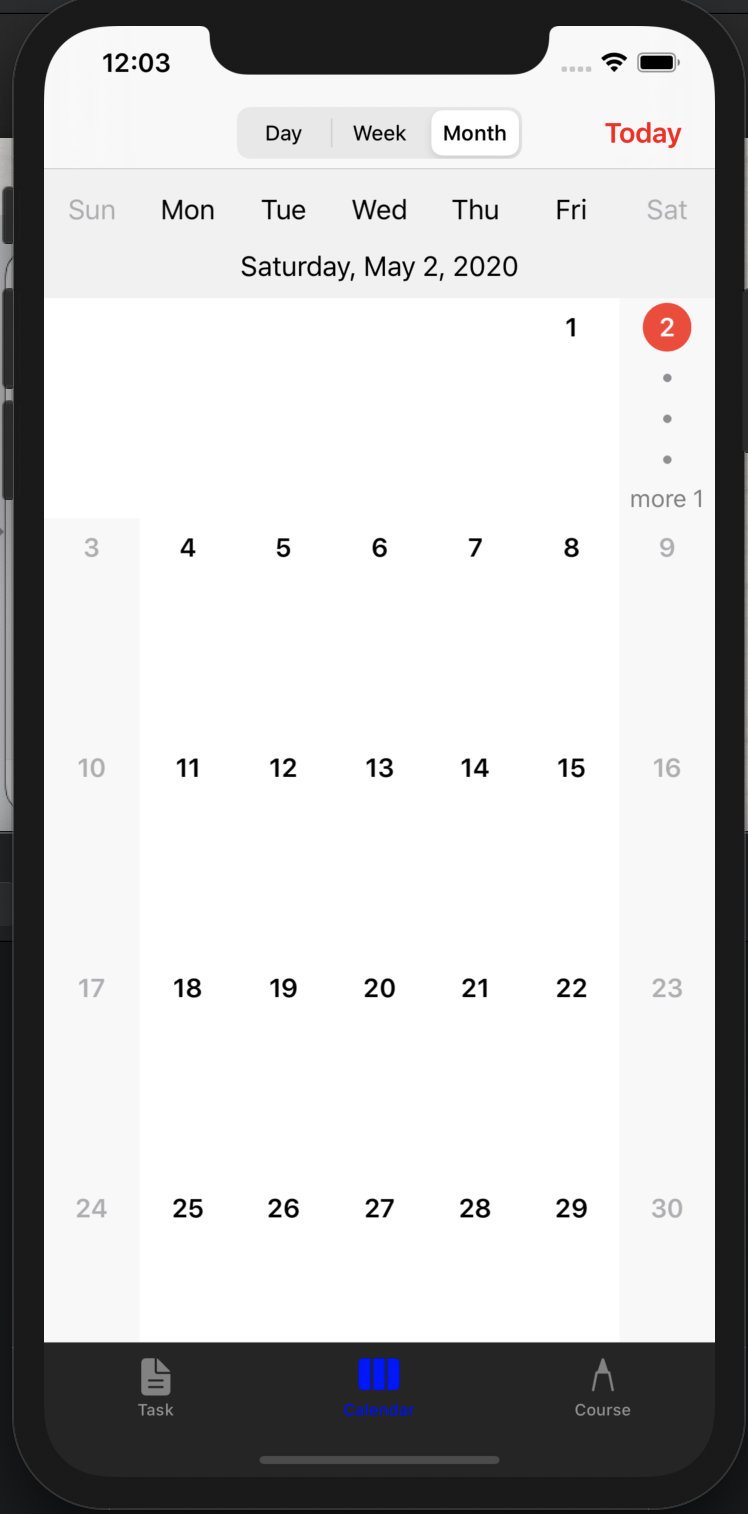 12:03
Day Week Month Today
Sun Mon Tue Wed Thu Fri Sat
Saturday, May 2, 2020
1 2
more 1
3 4 5 6 7 8 9
10 11 12 13 14 15 16
17 18 19 20 21 22 23
24 25 26 27 28 29 30
Task Calendar Course